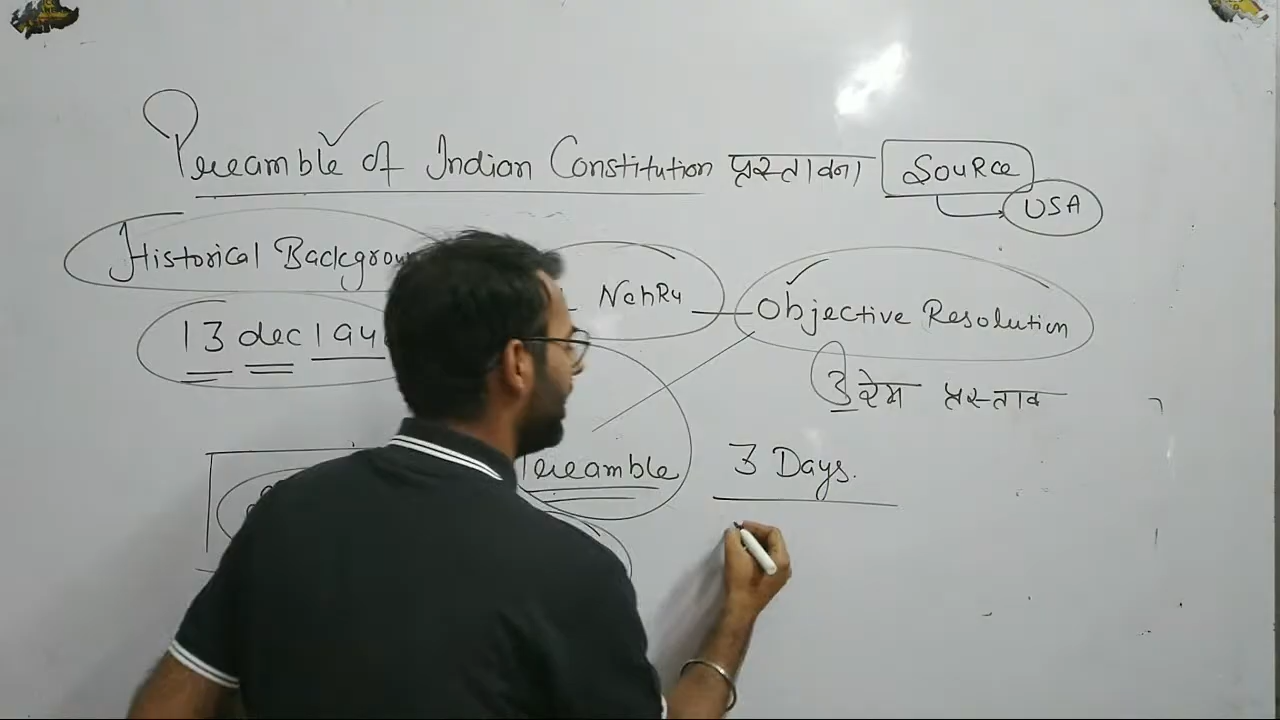 Preamble of Indian Constitution प्रस्तावना Source
USA
Historical Backgroun
Nehru Objective Resolution
13 dec 194
उद्देश्य प्रस्ताव
Preamble 3 Days.